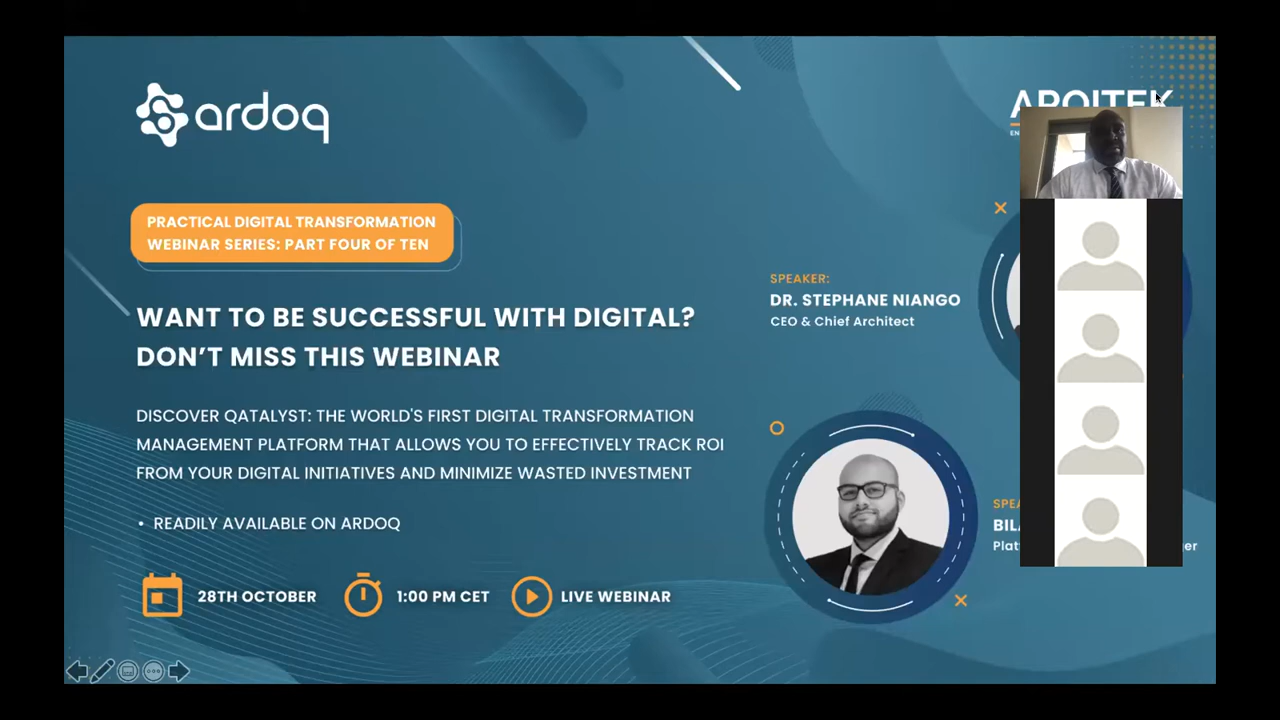 ardoq
ARQITEK
PRACTICAL DIGITAL TRANSFORMATION
WEBINAR SERIES: PART FOUR OF TEN
WANT TO BE SUCCESSFUL WITH DIGITAL?
DON'T MISS THIS WEBINAR
DISCOVER QATALYST: THE WORLD'S FIRST DIGITAL TRANSFORMATION
MANAGEMENT PLATFORM THAT ALLOWS YOU TO EFFECTIVELY TRACK ROI
FROM YOUR DIGITAL INITIATIVES AND MINIMIZE WASTED INVESTMENT
• READILY AVAILABLE ON ARDOQ
28TH OCTOBER
1:00 PM CET
LIVE WEBINAR
SPEAKER:
DR. STEPHANE NIANGO
CEO & Chief Architect